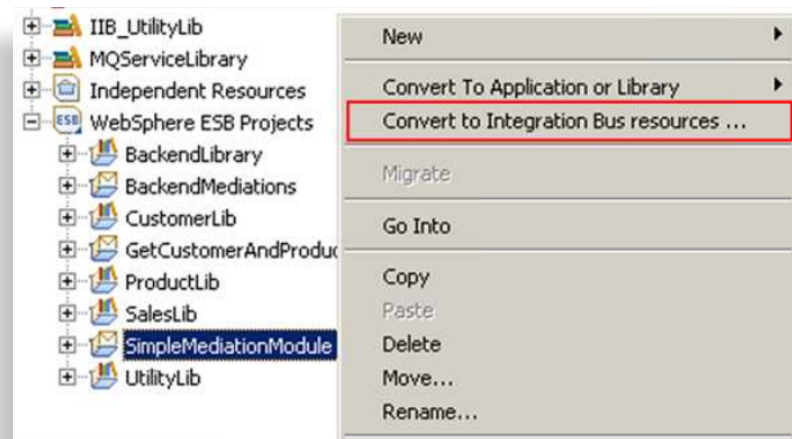 IIB_UtilityLib
MQServiceLibrary
Independent Resources
ESB WebSphere ESB Projects
BackendLibrary
BackendMediations
CustomerLib
GetCustomerAndProduc
ProductLib
SalesLib
SimpleMediationModule
UtilityLib
New
Convert To Application or Library
Convert to Integration Bus resources ...
Migrate
Go Into
Copy
Paste
Delete
Move...
Rename...